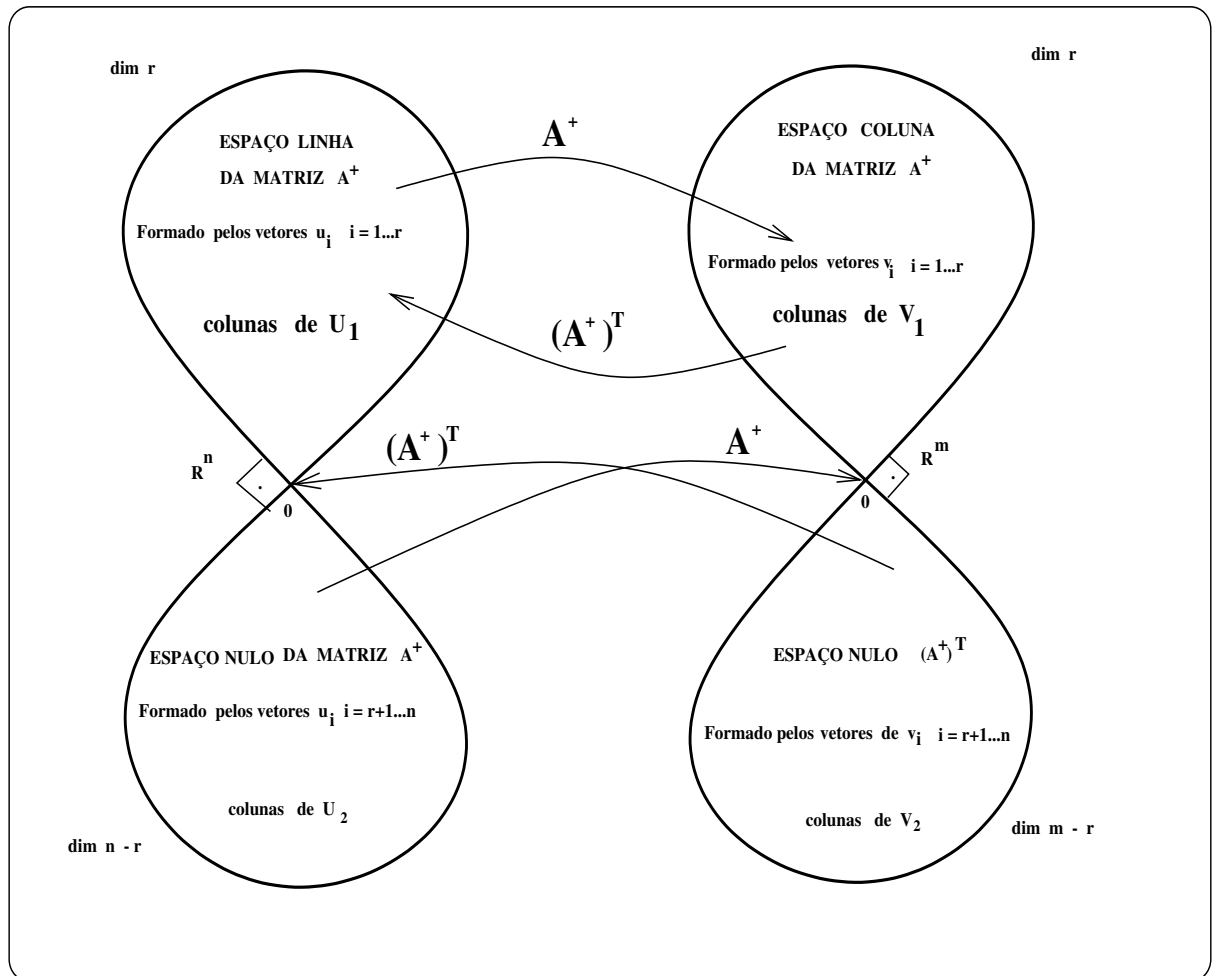 dim r
ESPAÇO LINHA
DA MATRIZ A+
Formado pelos vetores ui i = 1...r
colunas de U1
dim r
ESPAÇO COLUNA
DA MATRIZ A+
Formado pelos vetores vi i = 1...r
colunas de V1
A+
(A+)T
(A+)T
A+
Rn
0
Rm
0
ESPAÇO NULO DA MATRIZ A+
Formado pelos vetores ui i = r+1...n
colunas de U2
dim n - r
ESPAÇO NULO (A+)T
Formado pelos vetores de vi i = r+1...n
colunas de V2
dim m - r